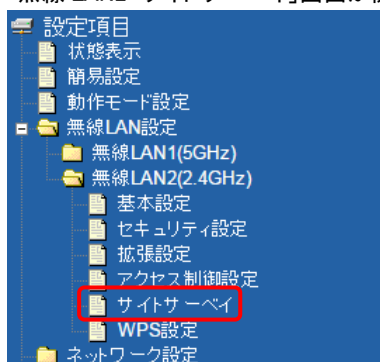 設定項目
状態表示
簡易設定
動作モード設定
無線LAN設定
無線LAN1(5GHz)
無線LAN2(2.4GHz)
基本設定
セキュリティ設定
拡張設定
アクセス制御設定
サイトサーベイ
WPS設定
ネットワーク設定